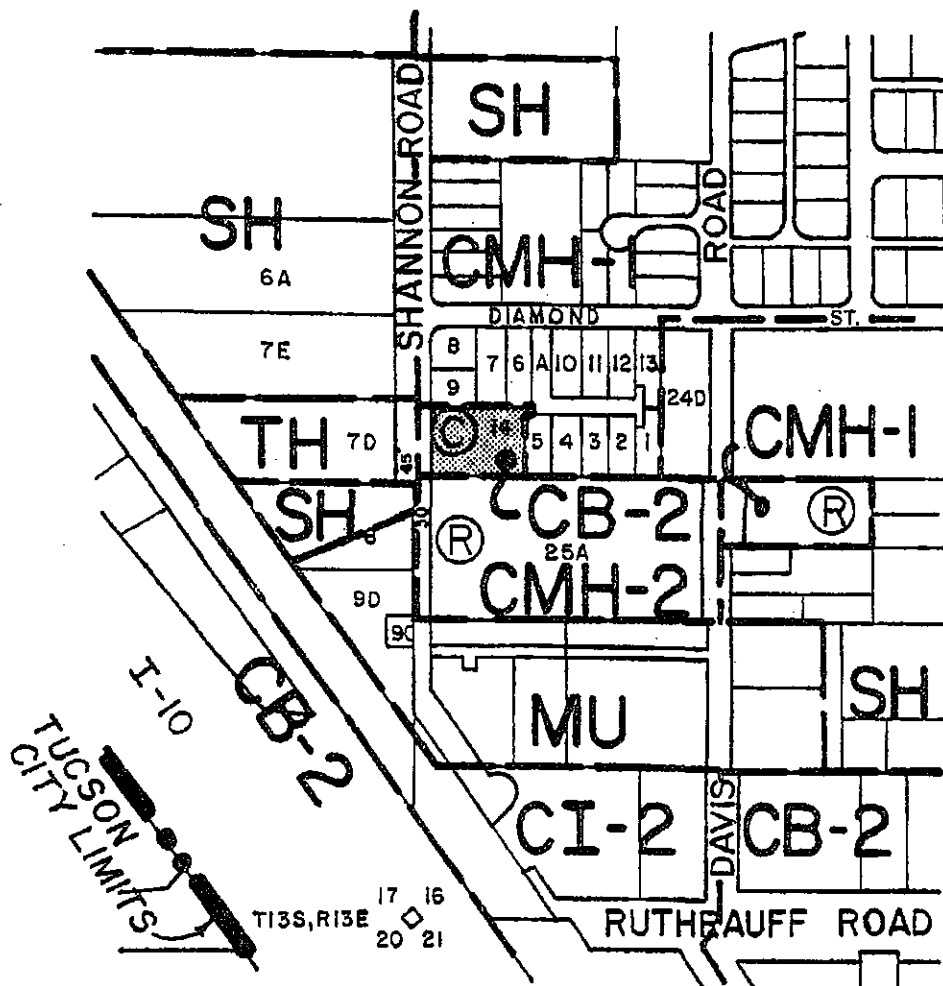 SH
SHANNON ROAD
SH
6A
CMH-1
ROAD
DIAMOND
ST.
7E
8
7
6
A
10
11
12
13
9
24D
TH
7D
45
C
14
5
4
3
2
1
CMH-1
SH
8
30
R
CB-2
25A
CMH-2
R
9D
9C
I-10
CB-2
MU
SH
TUCSON
CITY LIMITS
CI-2
DAVIS
CB-2
17 16
T13S,R13E
20 21
RUTHRAUFF ROAD